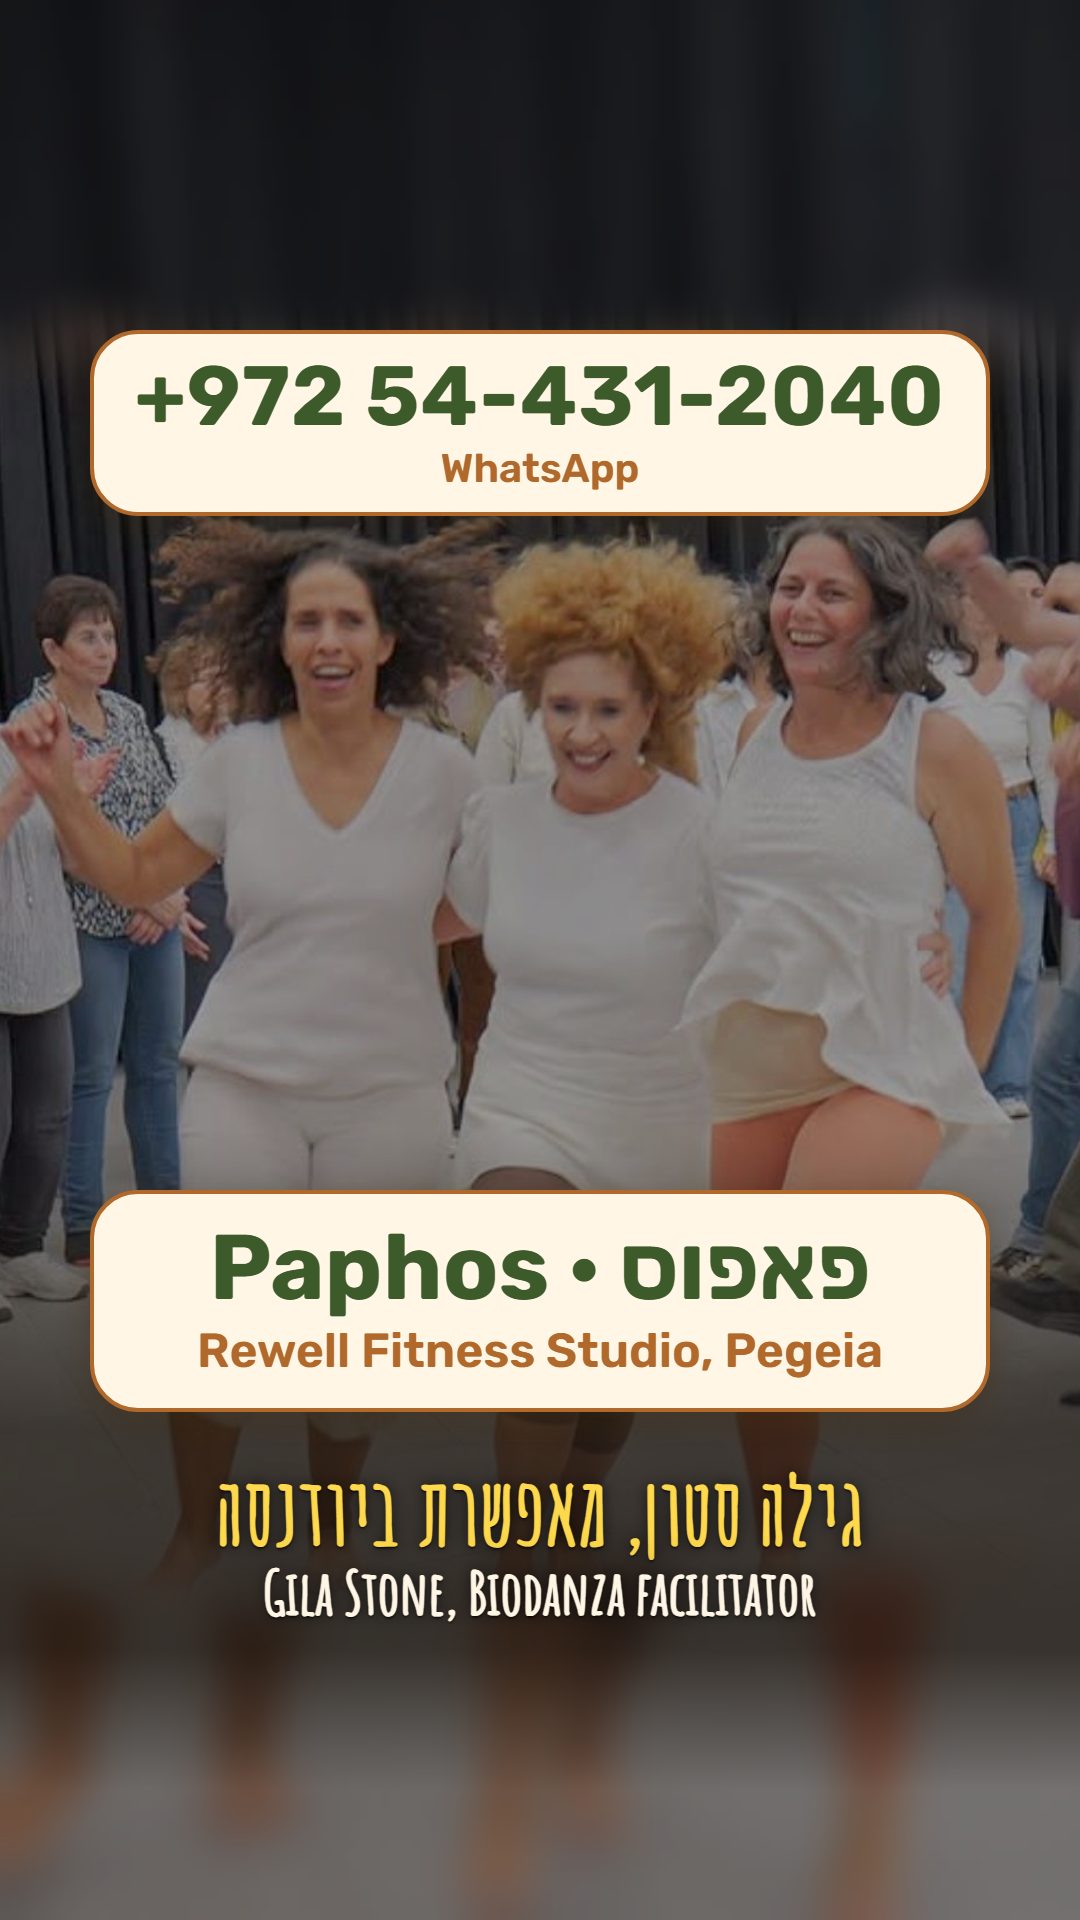 +972 54-431-2040
WhatsApp
Paphos • פאפוס
Rewell Fitness Studio, Pegeia
גילה סטון, מאפשרת ביודנסה
Gila Stone, Biodanza facilitator